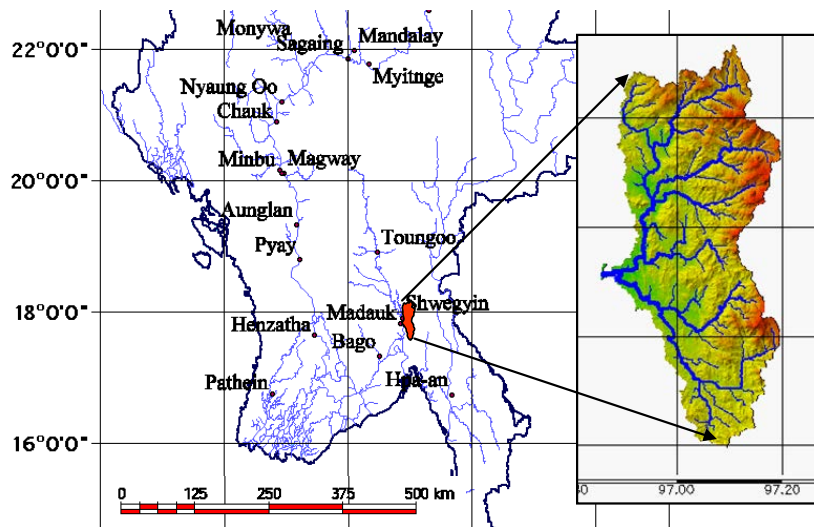 Monywa
Mandalay
Sagaing
22°0'0"
Myitnge
Nyaung Oo
Chauk
Minbu
Magway
20°0'0"
Aunglan
Toungoo
Pyay
18°0'0"
Shwegyin
Madauk
Henzatha
Bago
Hpa-an
Pathein
16°0'0"
0 125 250 375 500 km
97.00 97.20